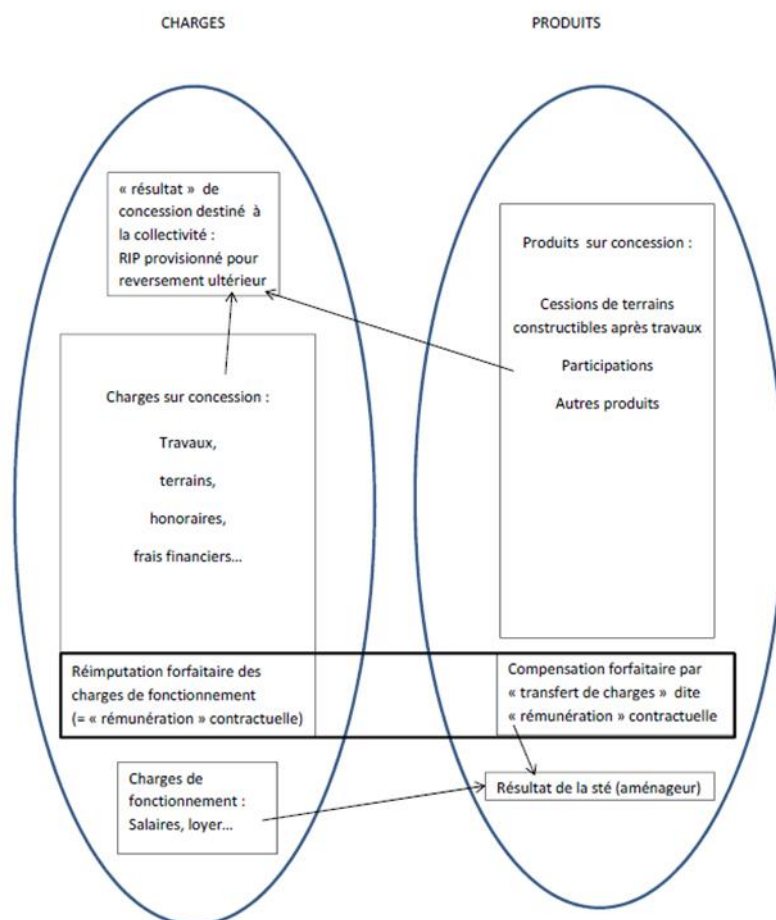 CHARGES
PRODUITS
« résultat » de
concession destiné à
la collectivité :
RIP provisionné pour
reversement ultérieur
Produits sur concession :
Cessions de terrains
constructibles après travaux
Participations
Autres produits
Charges sur concession :
Travaux,
terrains,
honoraires,
frais financiers…
Réimputation forfaitaire des
charges de fonctionnement
(= « rémunération » contractuelle)
Compensation forfaitaire par
« transfert de charges » dite
« rémunération » contractuelle
Charges de
fonctionnement :
Salaires, loyer…
Résultat de la sté (aménageur)